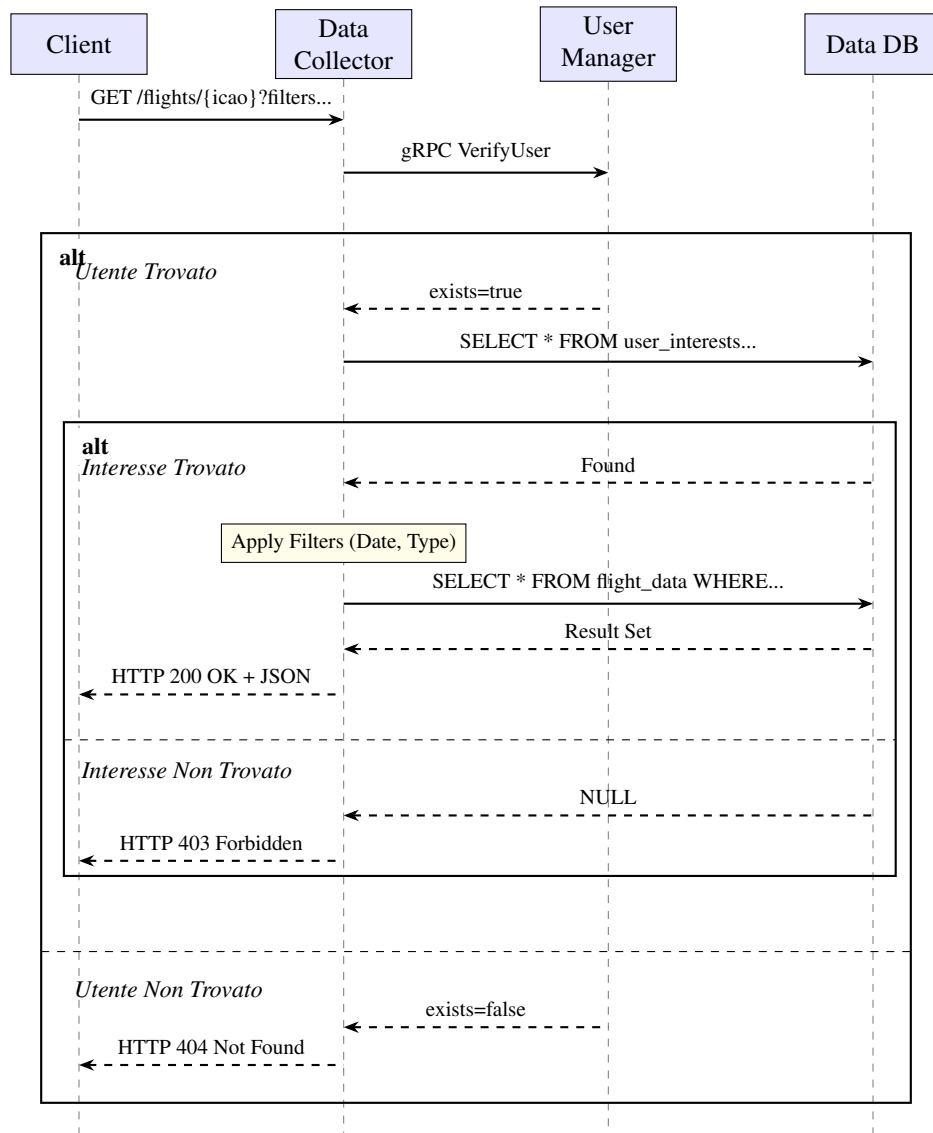 Client
Data
Collector
User
Manager
Data DB
GET /flights/{icao}?filters...
gRPC VerifyUser
alt
Utente Trovato
exists=true
SELECT * FROM user_interests...
alt
Interesse Trovato
Found
Apply Filters (Date, Type)
SELECT * FROM flight_data WHERE...
Result Set
HTTP 200 OK + JSON
Interesse Non Trovato
NULL
HTTP 403 Forbidden
Utente Non Trovato
exists=false
HTTP 404 Not Found